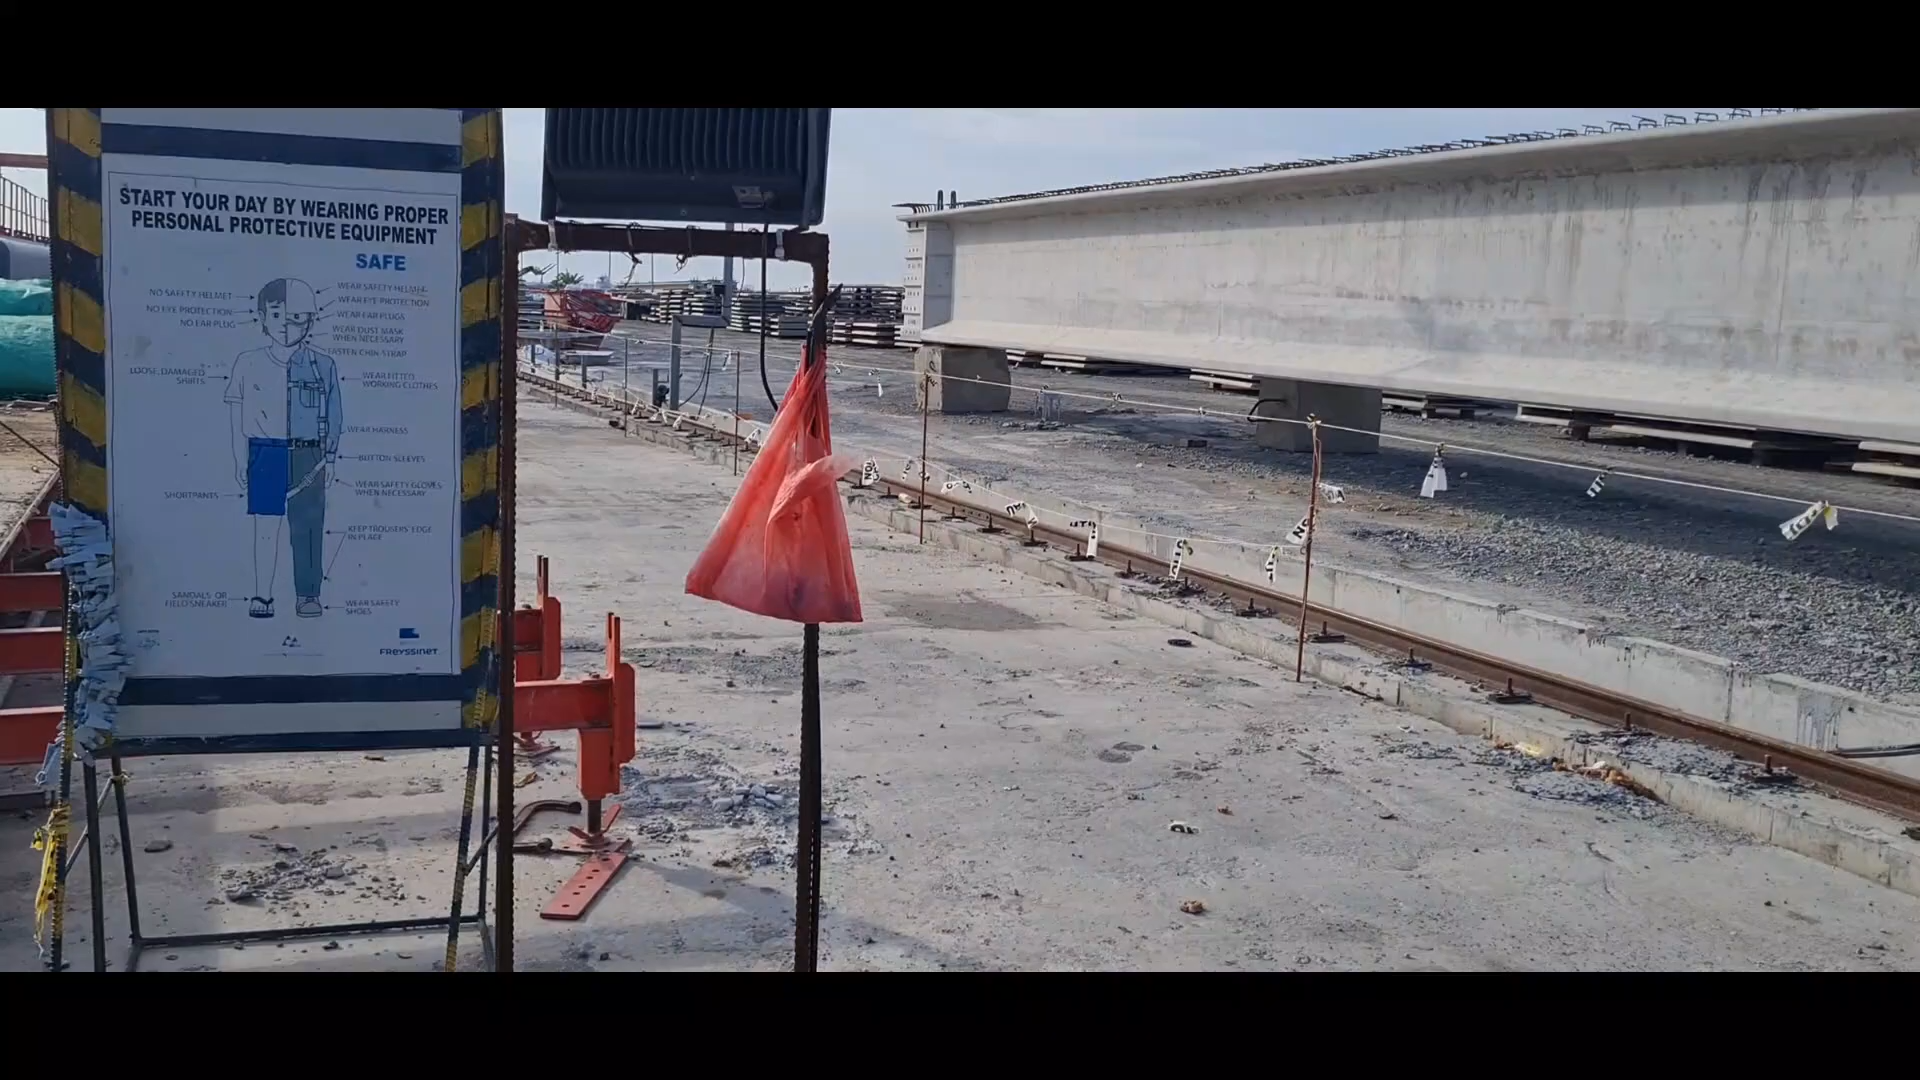 START YOUR DAY BY WEARING PROPER
PERSONAL PROTECTIVE EQUIPMENT
SAFE
NO SAFETY HELMET
NO EYE PROTECTION
NO EAR PLUG
LOOSE, DAMAGED
SHIRTS
SHORTPANTS
SANDALS OR
FIELD SNEAKER
WEAR SAFETY HELMET
WEAR EYE PROTECTION
WEAR EAR PLUGS
WEAR DUST MASK
WHEN NECESSARY
FASTEN CHIN STRAP
WEAR FITTED
WORKING CLOTHES
WEAR HARNESS
BUTTON SLEEVES
WEAR SAFETY GLOVES
WHEN NECESSARY
KEEP TROUSERS' EDGE
IN PLACE
WEAR SAFETY
SHOES
FREYSSINET